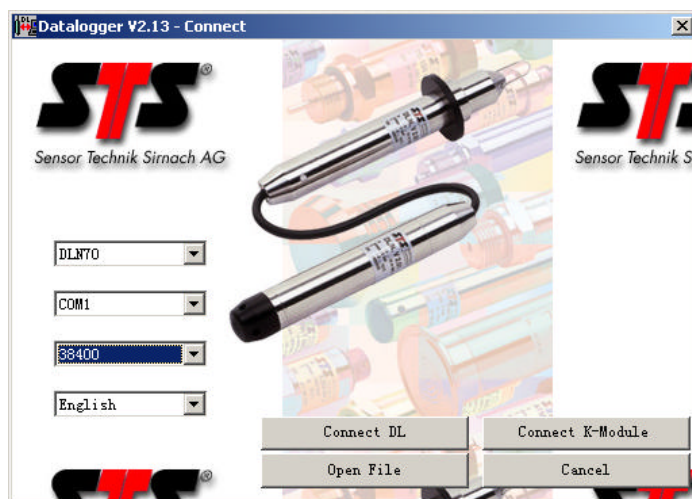 Datalogger V2.13 - Connect
STS®
Sensor Technik Sirnach AG
STS
Sensor Technik S
DLN70
COM1
38400
English
Connect DL
Connect K-Module
Open File
Cancel